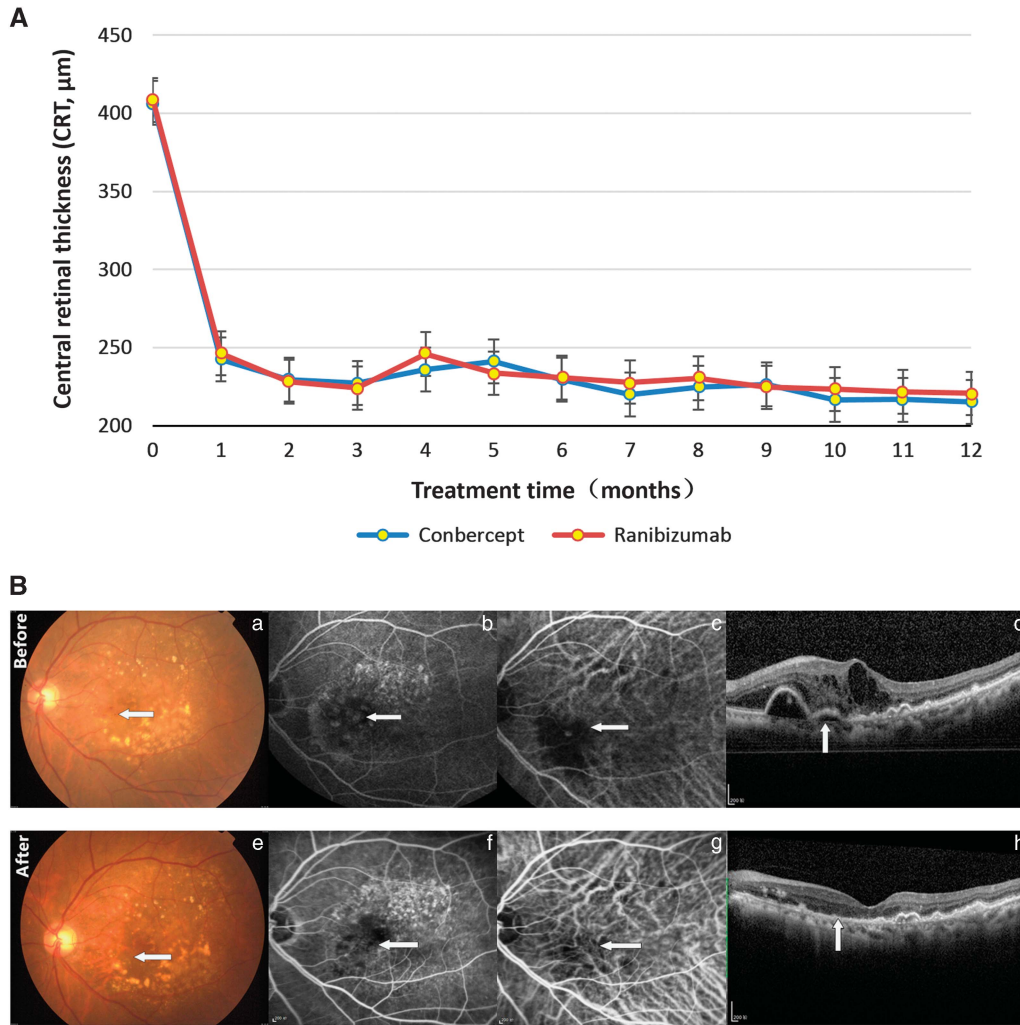 A
Central retinal thickness (CRT, µm)
450
400
350
300
250
200
0 1 2 3 4 5 6 7 8 9 10 11 12
Treatment time（months）
Conbercept Ranibizumab
B
Before a b c d
After e f g h